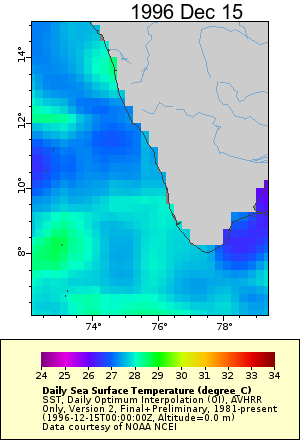 1996 Dec 15
14°
12°
10°
8°
74° 76° 78°
24 25 26 27 28 29 30 31 32 33 34
Daily Sea Surface Temperature (degree_C)
SST, Daily Optimum Interpolation (OI), AVHRR
Only, Version 2, Final+Preliminary, 1981-present
(1996-12-15T00:00:00Z, Altitude=0.0 m)
Data courtesy of NOAA NCEI